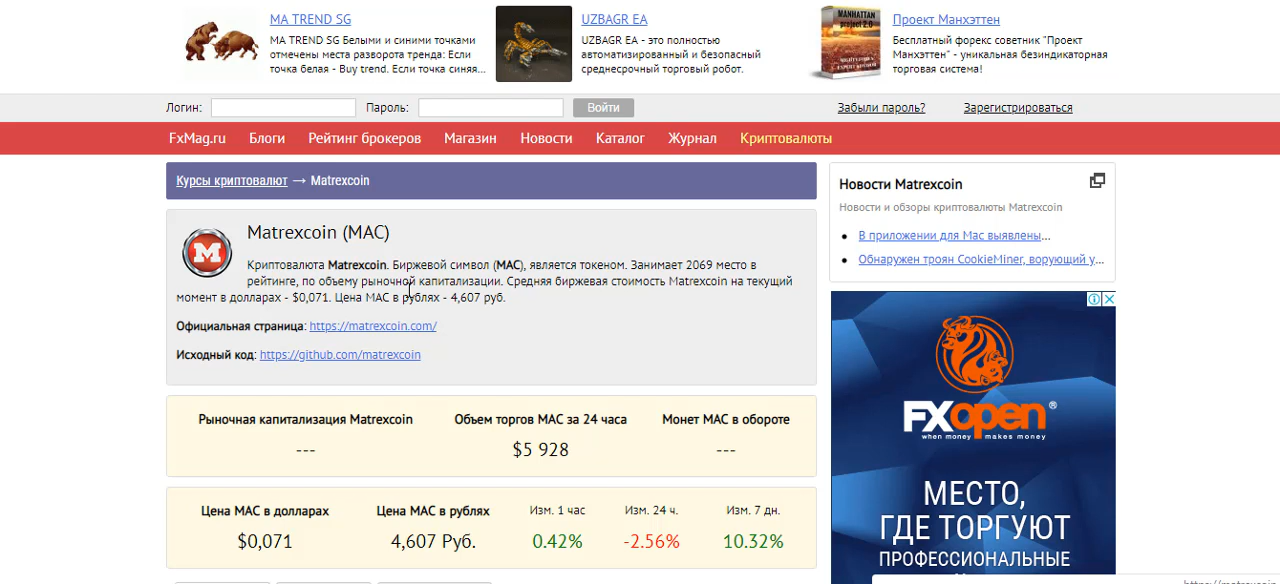 MA TREND SG
MA TREND SG Белыми и синими точками
отмечены места разворота тренда: Если
точка белая - Buy trend. Если точка синяя...
UZBAGR EA
UZBAGR EA - это полностью
автоматизированный и безопасный
среднесрочный торговый робот.
MANHATTAN
project 2.0
Проект Манхэттен
Бесплатный форекс советник "Проект
Манхэттен" - уникальная безиндикаторная
торговая система!
Логин:
Пароль:
Войти
Забыли пароль?
Зарегистрироваться
FxMag.ru
Блоги
Рейтинг брокеров
Магазин
Новости
Каталог
Журнал
Криптовалюты
Курсы криптовалют → Matrexcoin
Matrexcoin (MAC)
Криптовалюта Matrexcoin. Биржевой символ (MAC), является токеном. Занимает 2069 место в
рейтинге, по объему рыночной капитализации. Средняя биржевая стоимость Matrexcoin на текущий
момент в долларах - $0,071. Цена MAC в рублях - 4,607 руб.
Официальная страница: https://matrexcoin.com/
Исходный код: https://github.com/matrexcoin
Рыночная капитализация Matrexcoin
Объем торгов MAC за 24 часа
Монет MAC в обороте
---
$5 928
---
Цена MAC в долларах
Цена MAC в рублях
Изм. 1 час
Изм. 24 ч.
Изм. 7 дн.
$0,071
4,607 Руб.
0.42%
-2.56%
10.32%
Новости Matrexcoin
Новости и обзоры криптовалюты Matrexcoin
В приложении для Mac выявлены...
Обнаружен троян CookieMiner, ворующий у...
FXopen®
when money makes money
МЕСТО,
ГДЕ ТОРГУЮТ
ПРОФЕССИОНАЛЬНЫЕ